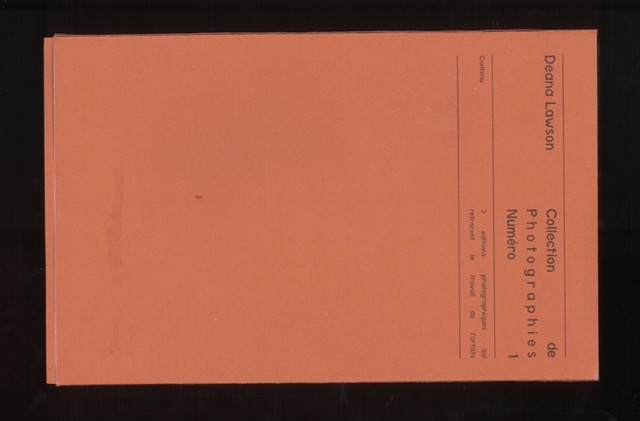 Deana Lawson
Collection de
Photographies
Numéro 1
Contenu
3 éditions photographiques qui
retracent le travail de l'artiste